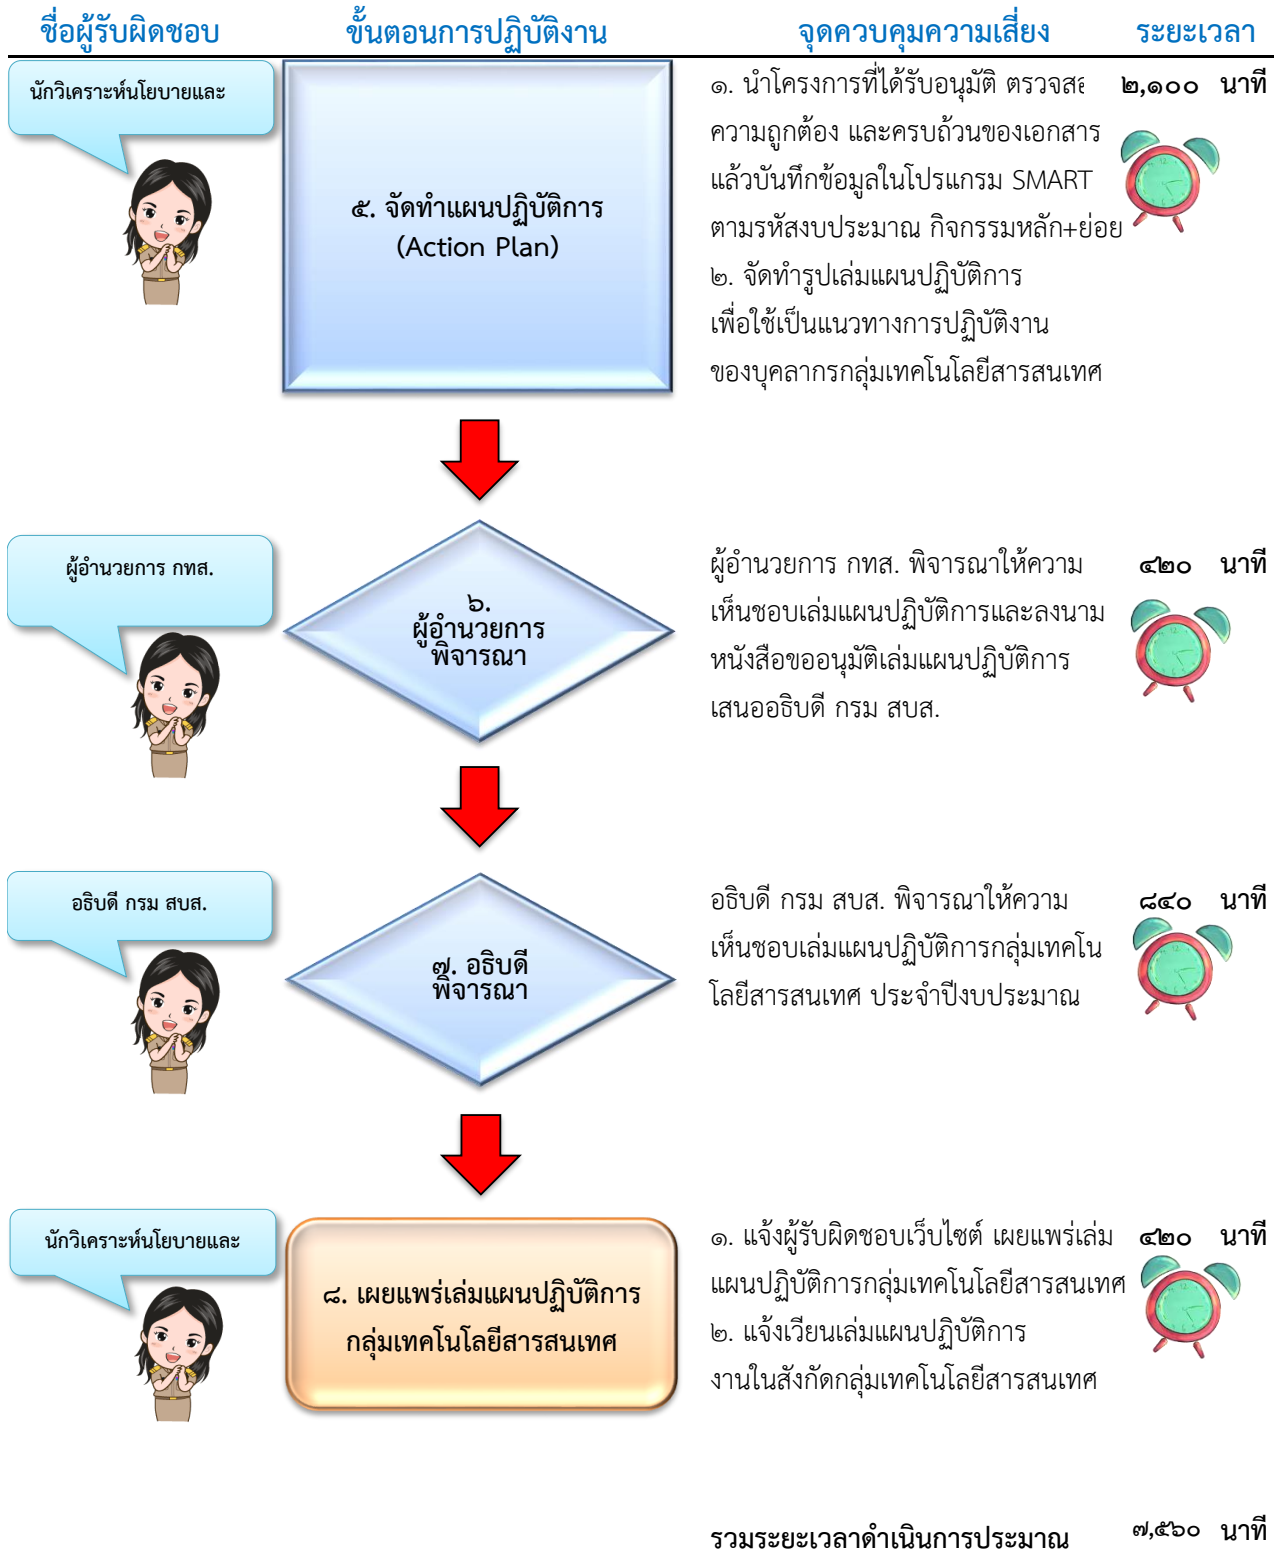 ชื่อผู้รับผิดชอบ ขั้นตอนการปฏิบัติงาน จุดควบคุมความเสี่ยง ระยะเวลา
นักวิเคราะห์นโยบายและ
๕. จัดทำแผนปฏิบัติการ
(Action Plan)
๑. นำโครงการที่ได้รับอนุมัติ ตรวจส
ความถูกต้อง และครบถ้วนของเอกสาร
แล้วบันทึกข้อมูลในโปรแกรม SMART
ตามรหัสงบประมาณ กิจกรรมหลัก+ย่อย
๒. จัดทำรูปเล่มแผนปฏิบัติการ
เพื่อใช้เป็นแนวทางการปฏิบัติงาน
ของบุคลากรกลุ่มเทคโนโลยีสารสนเทศ
๒,๑๐๐ นาที
ผู้อำนวยการ กทส.
๖.
ผู้อำนวยการ
พิจารณา
ผู้อำนวยการ กทส. พิจารณาให้ความ
เห็นชอบเล่มแผนปฏิบัติการและลงนาม
หนังสือขออนุมัติเล่มแผนปฏิบัติการ
เสนออธิบดี กรม สบส.
๔๒๐ นาที
อธิบดี กรม สบส.
๗. อธิบดี
พิจารณา
อธิบดี กรม สบส. พิจารณาให้ความ
เห็นชอบเล่มแผนปฏิบัติการกลุ่มเทคโน
โลยีสารสนเทศ ประจำปีงบประมาณ
๘๔๐ นาที
นักวิเคราะห์นโยบายและ
๘. เผยแพร่เล่มแผนปฏิบัติการ
กลุ่มเทคโนโลยีสารสนเทศ
๑. แจ้งผู้รับผิดชอบเว็บไซต์ เผยแพร่เล่ม
แผนปฏิบัติการกลุ่มเทคโนโลยีสารสนเทศ
๒. แจ้งเวียนเล่มแผนปฏิบัติการ
งานในสังกัดกลุ่มเทคโนโลยีสารสนเทศ
๔๒๐ นาที
รวมระยะเวลาดำเนินการประมาณ ๗,๕๖๐ นาที